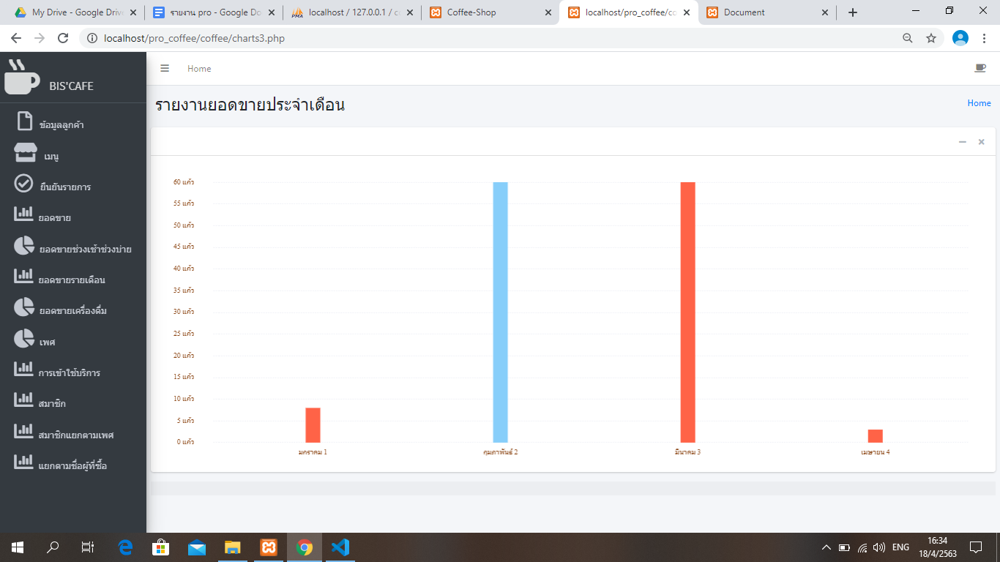 My Drive - Google Drive
รายงาน pro - Google Do
localhost / 127.0.0.1 / c
Coffee-Shop
localhost/pro_coffee/co
Document
localhost/pro_coffee/coffee/charts3.php
BIS'CAFE
Home
รายงานยอดขายประจำเดือน
Home
ข้อมูลลูกค้า
เมนู
ยืนยันรายการ
ยอดขาย
ยอดขายช่วงเช้าช่วงบ่าย
ยอดขายรายเดือน
ยอดขายเครื่องดื่ม
เพศ
การเข้าใช้บริการ
สมาชิก
สมาชิกแยกตามเพศ
แยกตามชื่อผู้ที่ซื้อ
60 แก้ว
55 แก้ว
50 แก้ว
45 แก้ว
40 แก้ว
35 แก้ว
30 แก้ว
25 แก้ว
20 แก้ว
15 แก้ว
10 แก้ว
5 แก้ว
0 แก้ว
มกราคม 1
กุมภาพันธ์ 2
มีนาคม 3
เมษายน 4
ENG
16:34
18/4/2563